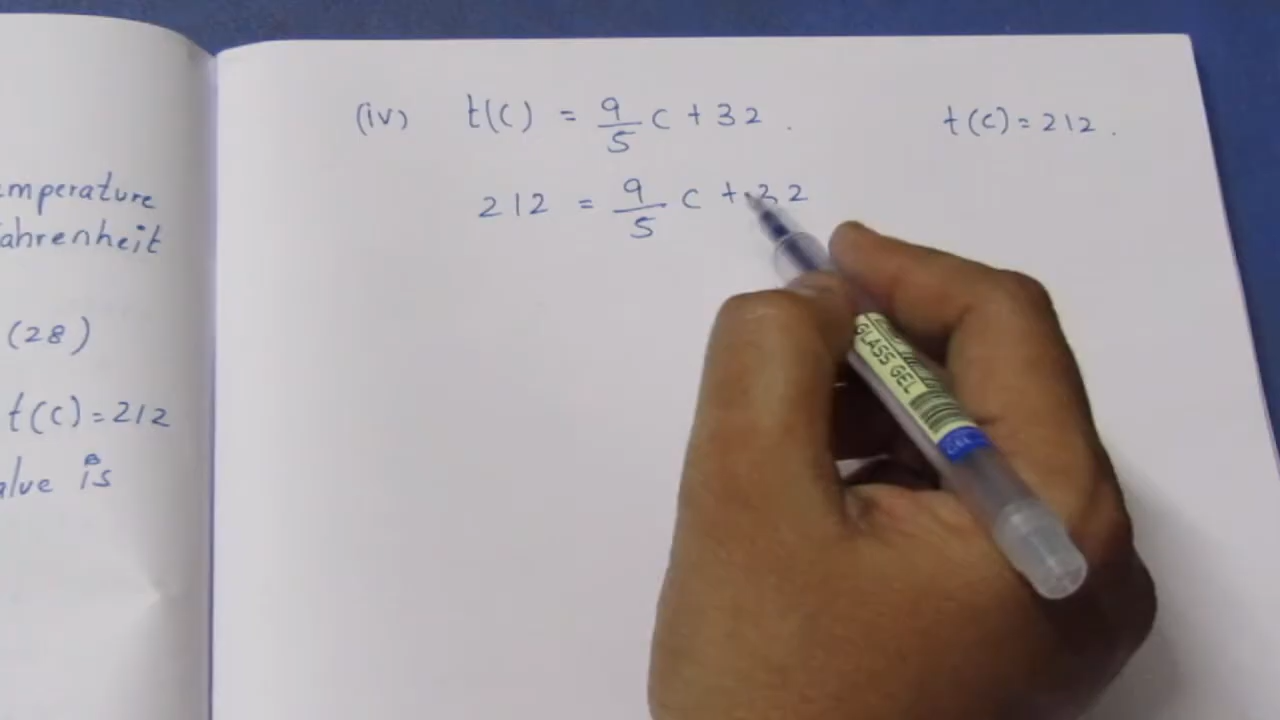 mperature
ahrenheit
(28)
t(c)=212
alue is
(iv) t(c) = 9/5 c + 32 .
t(c)=212 .
212 = 9/5 c + 32
GLASS GEL